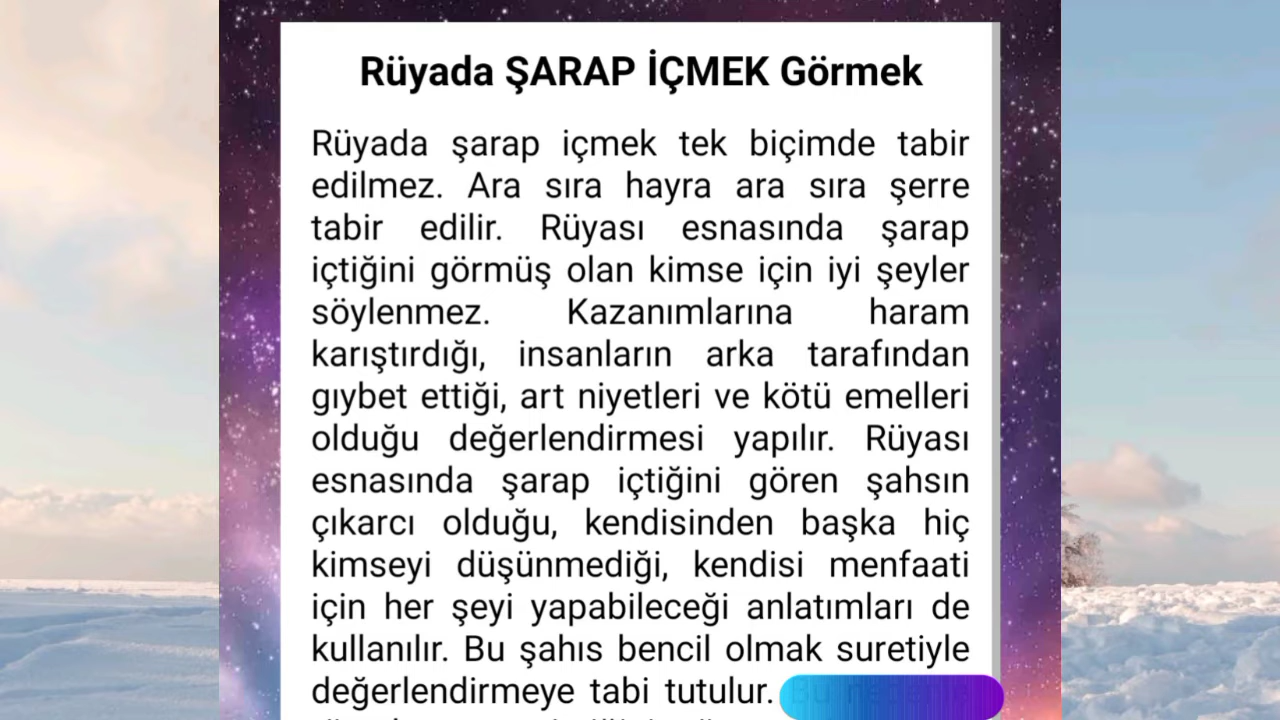 Rüyada ŞARAP İÇMEK Görmek
Rüyada şarap içmek tek biçimde tabir
edilmez. Ara sıra hayra ara sıra şerre
tabir edilir. Rüyası esnasında şarap
içtiğini görmüş olan kimse için iyi şeyler
söylenmez. Kazanımlarına haram
karıştırdığı, insanların arka tarafından
gıybet ettiği, art niyetleri ve kötü emelleri
olduğu değerlendirmesi yapılır. Rüyası
esnasında şarap içtiğini gören şahsın
çıkarcı olduğu, kendisinden başka hiç
kimseyi düşünmediği, kendisi menfaati
için her şeyi yapabileceği anlatımları de
kullanılır. Bu şahıs bencil olmak suretiyle
değerlendirmeye tabi tutulur. Bu